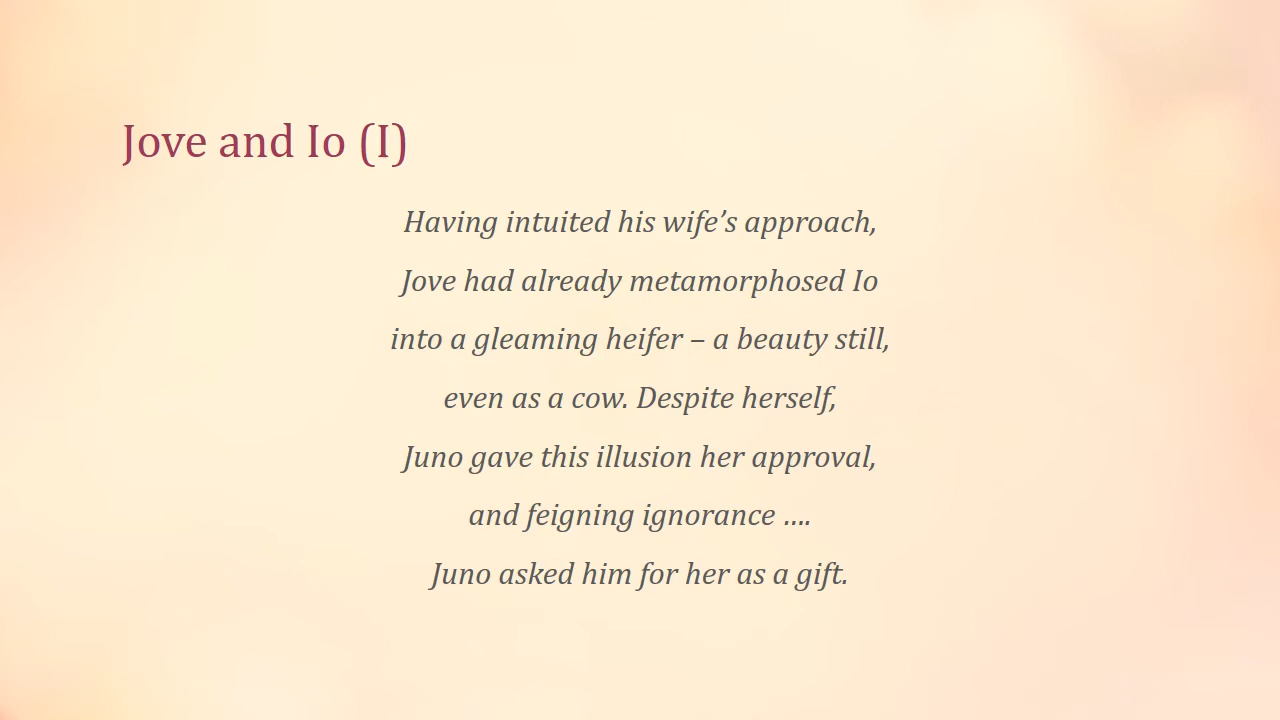 Jove and Io (I)
Having intuited his wife’s approach,
Jove had already metamorphosed Io
into a gleaming heifer – a beauty still,
even as a cow. Despite herself,
Juno gave this illusion her approval,
and feigning ignorance ….
Juno asked him for her as a gift.